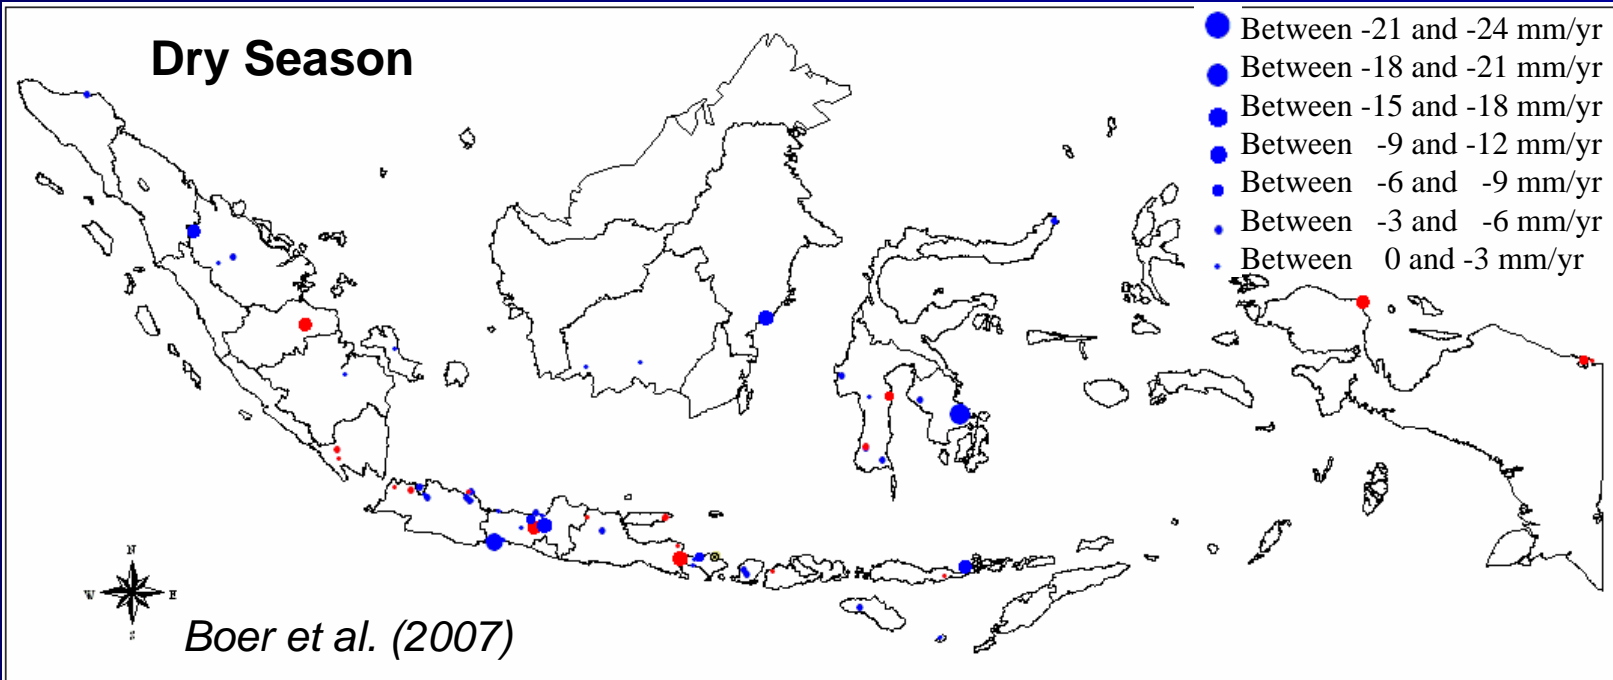 Dry Season
Between -21 and -24 mm/yr
Between -18 and -21 mm/yr
Between -15 and -18 mm/yr
Between -9 and -12 mm/yr
Between -6 and -9 mm/yr
Between -3 and -6 mm/yr
Between 0 and -3 mm/yr
N
W E
S
Boer et al. (2007)